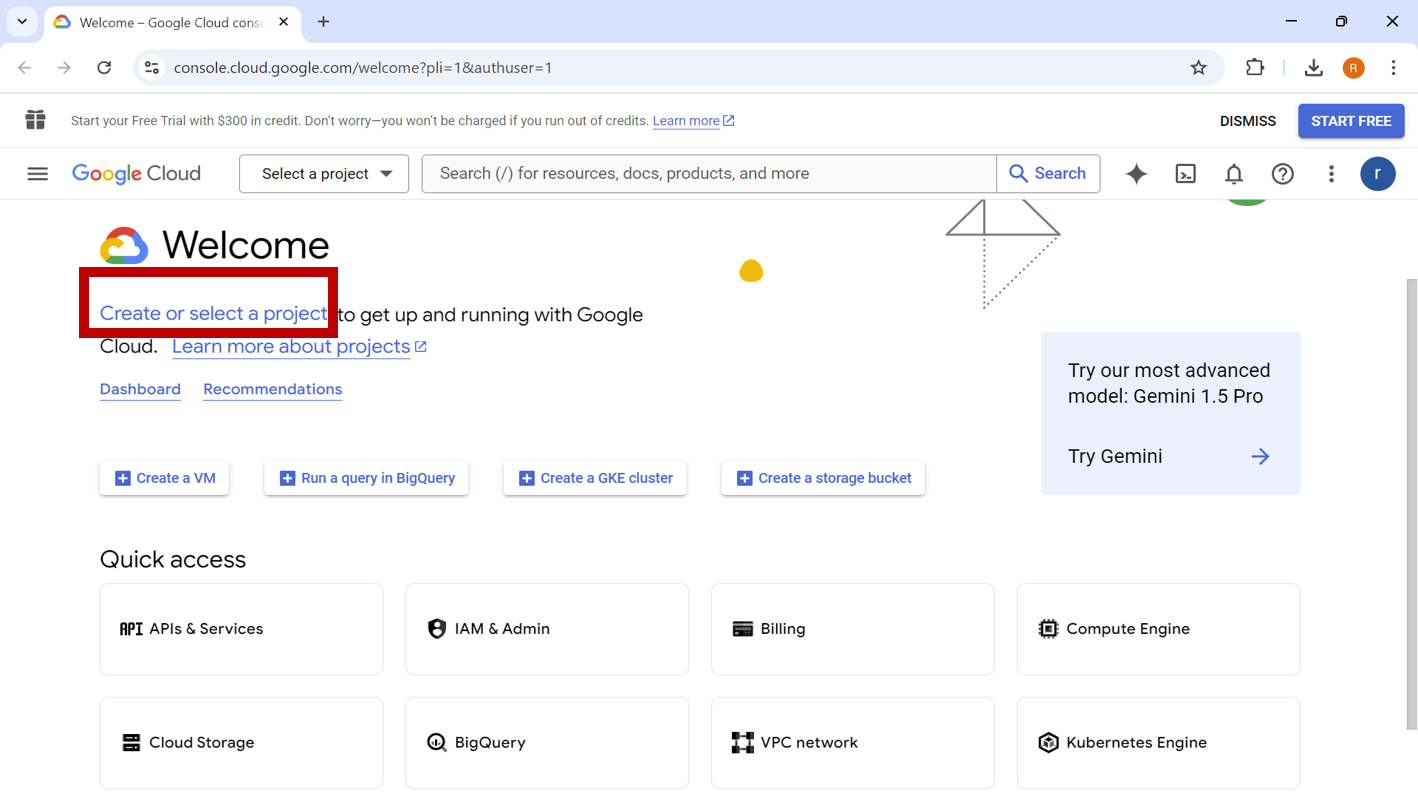 Welcome – Google Cloud conso
console.cloud.google.com/welcome?pli=1&authuser=1
R
Start your Free Trial with $300 in credit. Don’t worry—you won’t be charged if you run out of credits. Learn more
DISMISS
START FREE
Google Cloud
Select a project
Search (/) for resources, docs, products, and more
Search
r
Welcome
Create or select a project to get up and running with Google
Cloud. Learn more about projects
Dashboard Recommendations
Try our most advanced
model: Gemini 1.5 Pro
Try Gemini
Create a VM
Run a query in BigQuery
Create a GKE cluster
Create a storage bucket
Quick access
API APIs & Services
IAM & Admin
Billing
Compute Engine
Cloud Storage
BigQuery
VPC network
Kubernetes Engine